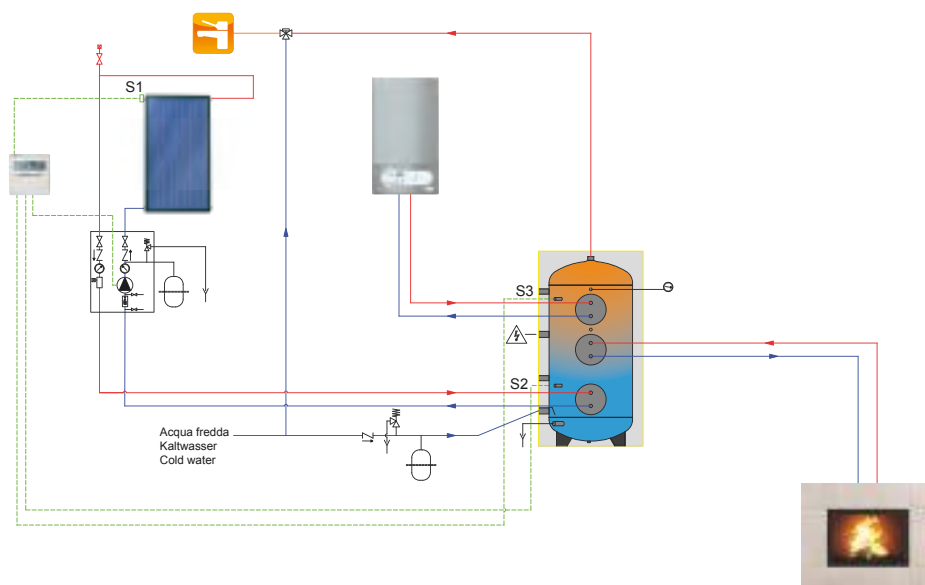 S1
S3
S2
Acqua fredda
Kaltwasser
Cold water